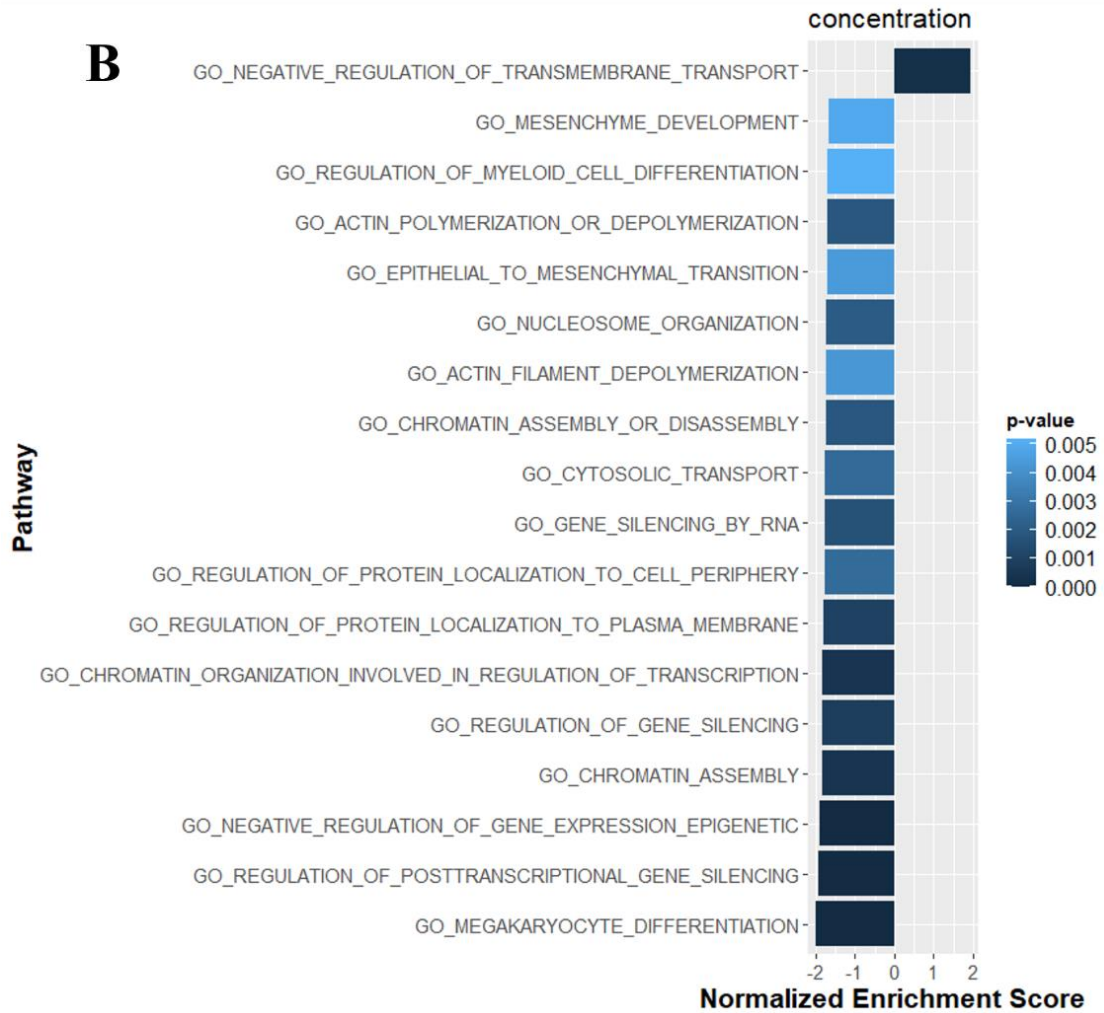 concentration
B
GO_NEGATIVE_REGULATION_OF_TRANSMEMBRANE_TRANSPORT
GO_MESENCHYME_DEVELOPMENT
GO_REGULATION_OF_MYELOID_CELL_DIFFERENTIATION
GO_ACTIN_POLYMERIZATION_OR_DEPOLYMERIZATION
GO_EPITHELIAL_TO_MESENCHYMAL_TRANSITION
GO_NUCLEOSOME_ORGANIZATION
GO_ACTIN_FILAMENT_DEPOLYMERIZATION
GO_CHROMATIN_ASSEMBLY_OR_DISASSEMBLY
GO_CYTOSOLIC_TRANSPORT
GO_GENE_SILENCING_BY_RNA
GO_REGULATION_OF_PROTEIN_LOCALIZATION_TO_CELL_PERIPHERY
GO_REGULATION_OF_PROTEIN_LOCALIZATION_TO_PLASMA_MEMBRANE
GO_CHROMATIN_ORGANIZATION_INVOLVED_IN_REGULATION_OF_TRANSCRIPTION
GO_REGULATION_OF_GENE_SILENCING
GO_CHROMATIN_ASSEMBLY
GO_NEGATIVE_REGULATION_OF_GENE_EXPRESSION_EPIGENETIC
GO_REGULATION_OF_POSTTRANSCRIPTIONAL_GENE_SILENCING
GO_MEGAKARYOCYTE_DIFFERENTIATION
Pathway
-2 -1 0 1 2
Normalized Enrichment Score
p-value
0.005
0.004
0.003
0.002
0.001
0.000